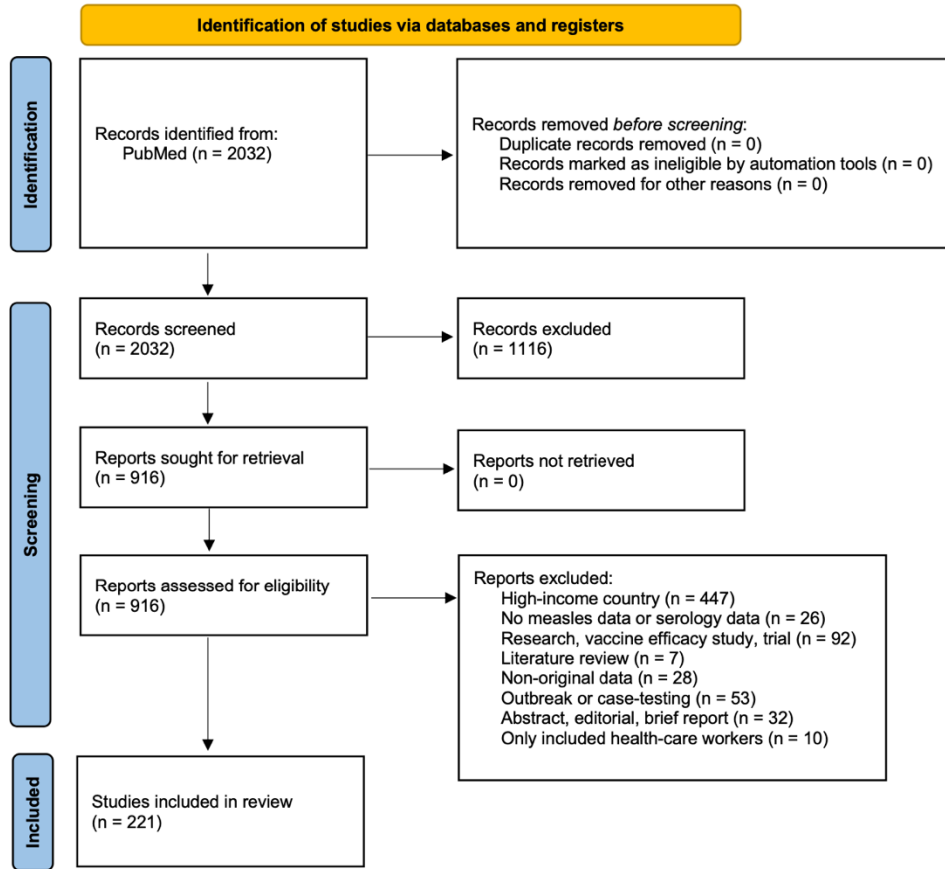 Identification of studies via databases and registers
Identification
Records identified from:
PubMed (n = 2032)
Records removed before screening:
Duplicate records removed (n = 0)
Records marked as ineligible by automation tools (n = 0)
Records removed for other reasons (n = 0)
Screening
Records screened
(n = 2032)
Records excluded
(n = 1116)
Reports sought for retrieval
(n = 916)
Reports not retrieved
(n = 0)
Reports assessed for eligibility
(n = 916)
Reports excluded:
High-income country (n = 447)
No measles data or serology data (n = 26)
Research, vaccine efficacy study, trial (n = 92)
Literature review (n = 7)
Non-original data (n = 28)
Outbreak or case-testing (n = 53)
Abstract, editorial, brief report (n = 32)
Only included health-care workers (n = 10)
Included
Studies included in review
(n = 221)